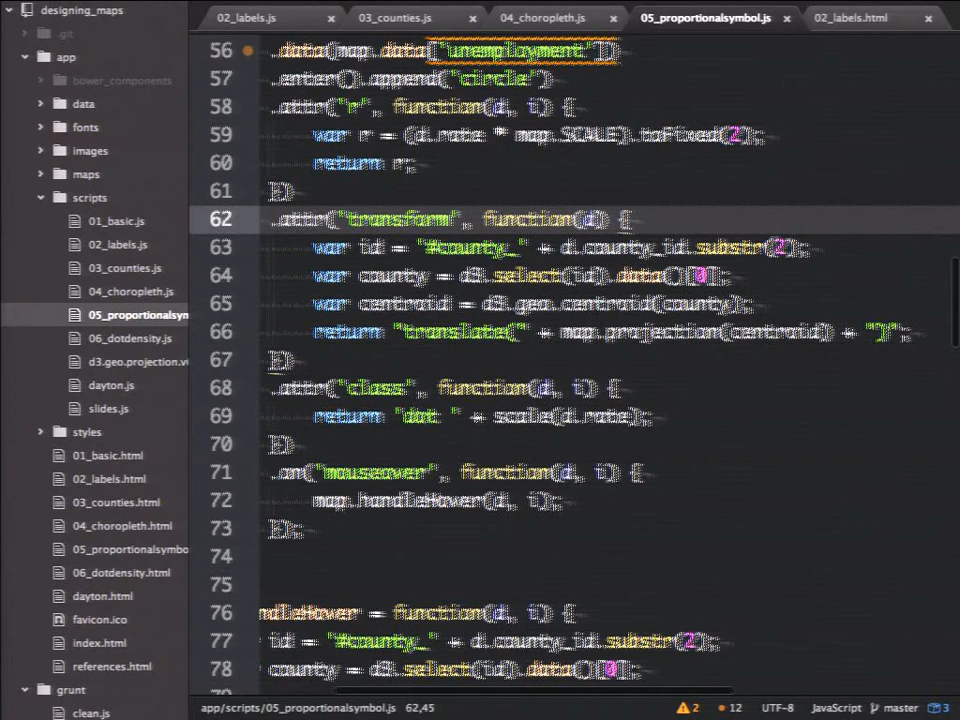 designing_maps
.git
app
bower_components
data
fonts
images
maps
scripts
01_basic.js
02_labels.js
03_counties.js
04_choropleth.js
05_proportionalsym
06_dotdensity.js
d3.geo.projection.v
dayton.js
slides.js
styles
01_basic.html
02_labels.html
03_counties.html
04_choropleth.html
05_proportionalsymbo
06_dotdensity.html
dayton.html
favicon.ico
index.html
references.html
grunt
clean.js
02_labels.js
03_counties.js
04_choropleth.js
05_proportionalsymbol.js
02_labels.html
56 .data(map.data["unemployment"])
57 .enter().append("circle")
58 .attr("r", function(d, i) {
59 var r = (d.rate * map.SCALE).toFixed(2);
60 return r;
61 })
62 .attr("transform", function(d) {
63 var id = "#county_" + d.county_id.substr(2);
64 var county = d3.select(id).data()[0];
65 var centroid = d3.geo.centroid(county);
66 return "translate(" + map.projection(centroid) + ")";
67 })
68 .attr("class", function(d, i) {
69 return "dot " + scale(d.rate);
70 })
71 .on("mouseover", function(d, i) {
72 map.handleHover(d, i);
73 });
74
75
76 ndleHover = function(d, i) {
77 id = "#county_" + d.county_id.substr(2);
78 county = d3.select(id).data()[0];
app/scripts/05_proportionalsymbol.js 62,45
2 12 UTF-8 JavaScript master 3